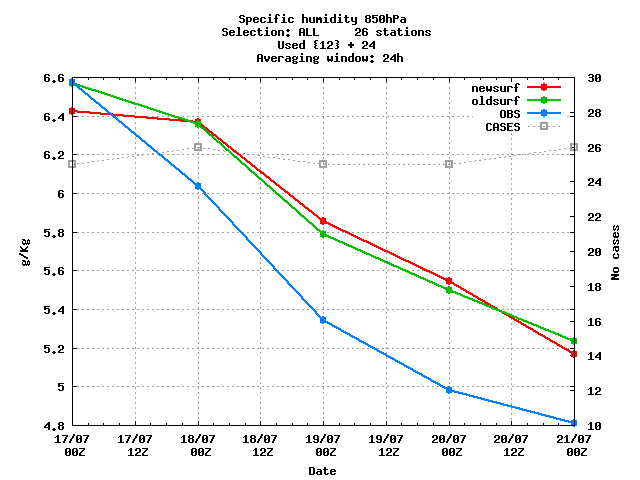 Specific humidity 850hPa
Selection: ALL     26 stations
Used {12} + 24
Averaging window: 24h
newsurf
oldsurf
OBS
CASES
g/Kg
6.6
6.4
6.2
6
5.8
5.6
5.4
5.2
5
4.8
No cases
30
28
26
24
22
20
18
16
14
12
10
17/07 17/07 18/07 18/07 19/07 19/07 20/07 20/07 21/07
00Z 12Z 00Z 12Z 00Z 12Z 00Z 12Z 00Z
Date